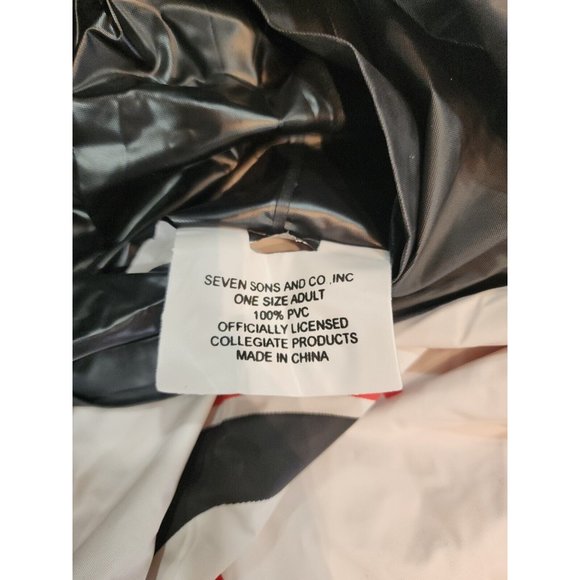 SEVEN SONS AND CO.,INC
ONE SIZE ADULT
100% PVC
OFFICIALLY LICENSED
COLLEGIATE PRODUCTS
MADE IN CHINA